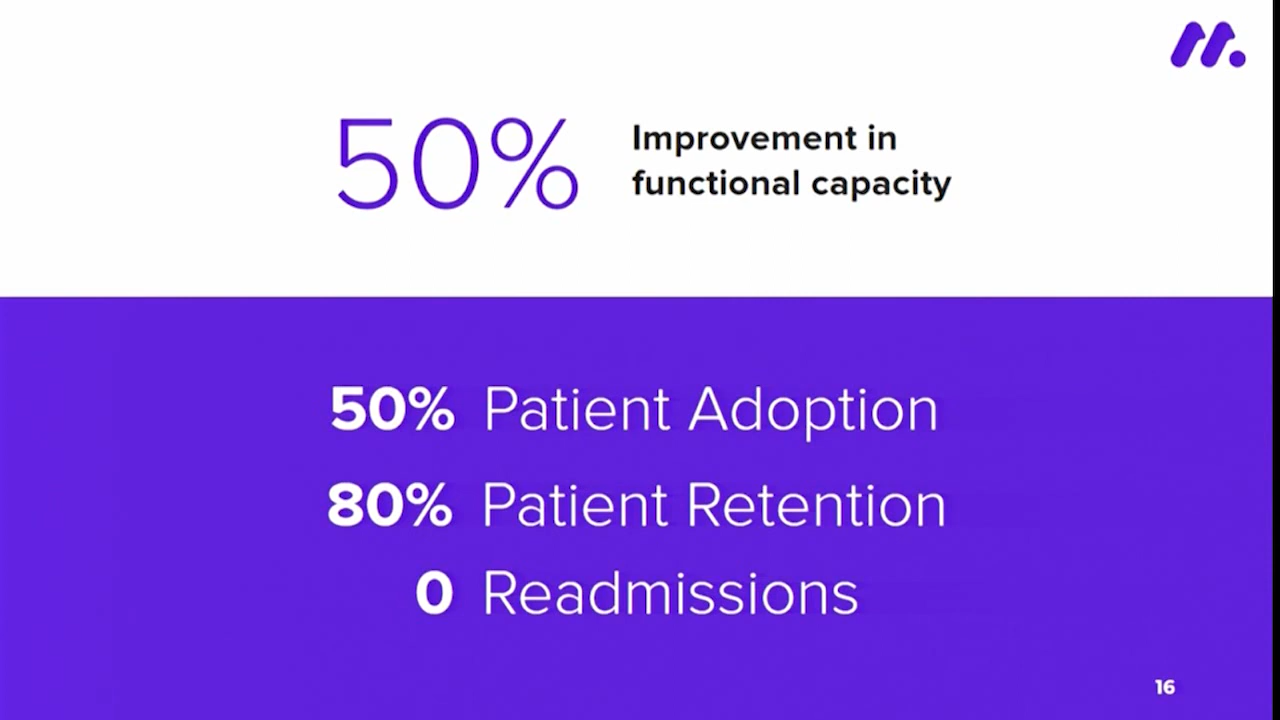 50%
Improvement in
functional capacity
50% Patient Adoption
80% Patient Retention
0 Readmissions
16